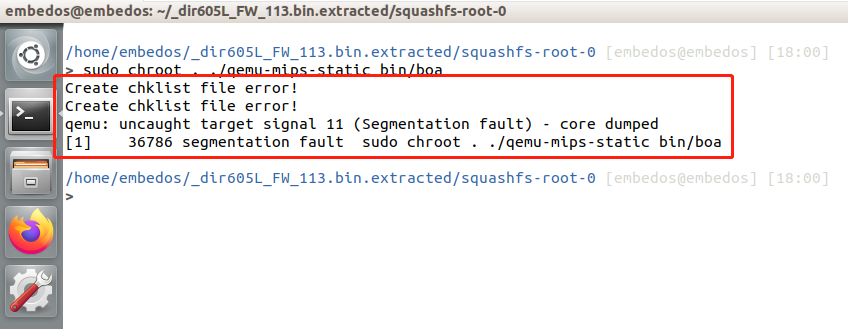 embedos@embedos: ~/_dir605L_FW_113.bin.extracted/squashfs-root-0
/home/embedos/_dir605L_FW_113.bin.extracted/squashfs-root-0 [embedos@embedos] [18:00]
> sudo chroot . ./qemu-mips-static bin/boa
Create chklist file error!
Create chklist file error!
qemu: uncaught target signal 11 (Segmentation fault) - core dumped
[1]    36786 segmentation fault  sudo chroot . ./qemu-mips-static bin/boa
/home/embedos/_dir605L_FW_113.bin.extracted/squashfs-root-0 [embedos@embedos] [18:00]
>